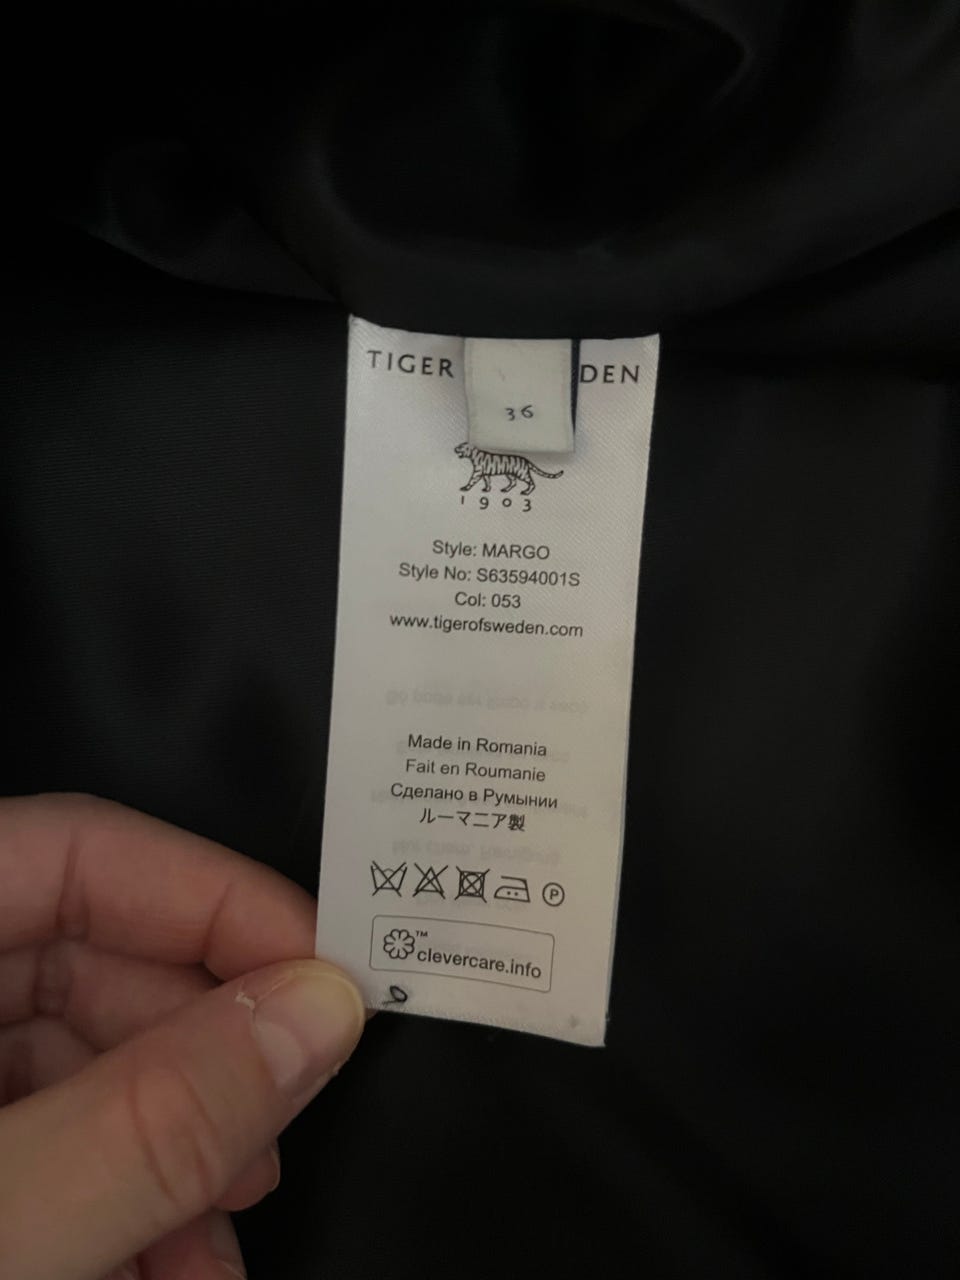 TIGER DEN
36
1903
Style: MARGO
Style No: S63594001S
Col: 053
www.tigerofsweden.com
Made in Romania
Fait en Roumanie
Сделано в Румынии
ルーマニア製
P
™
clevercare.info